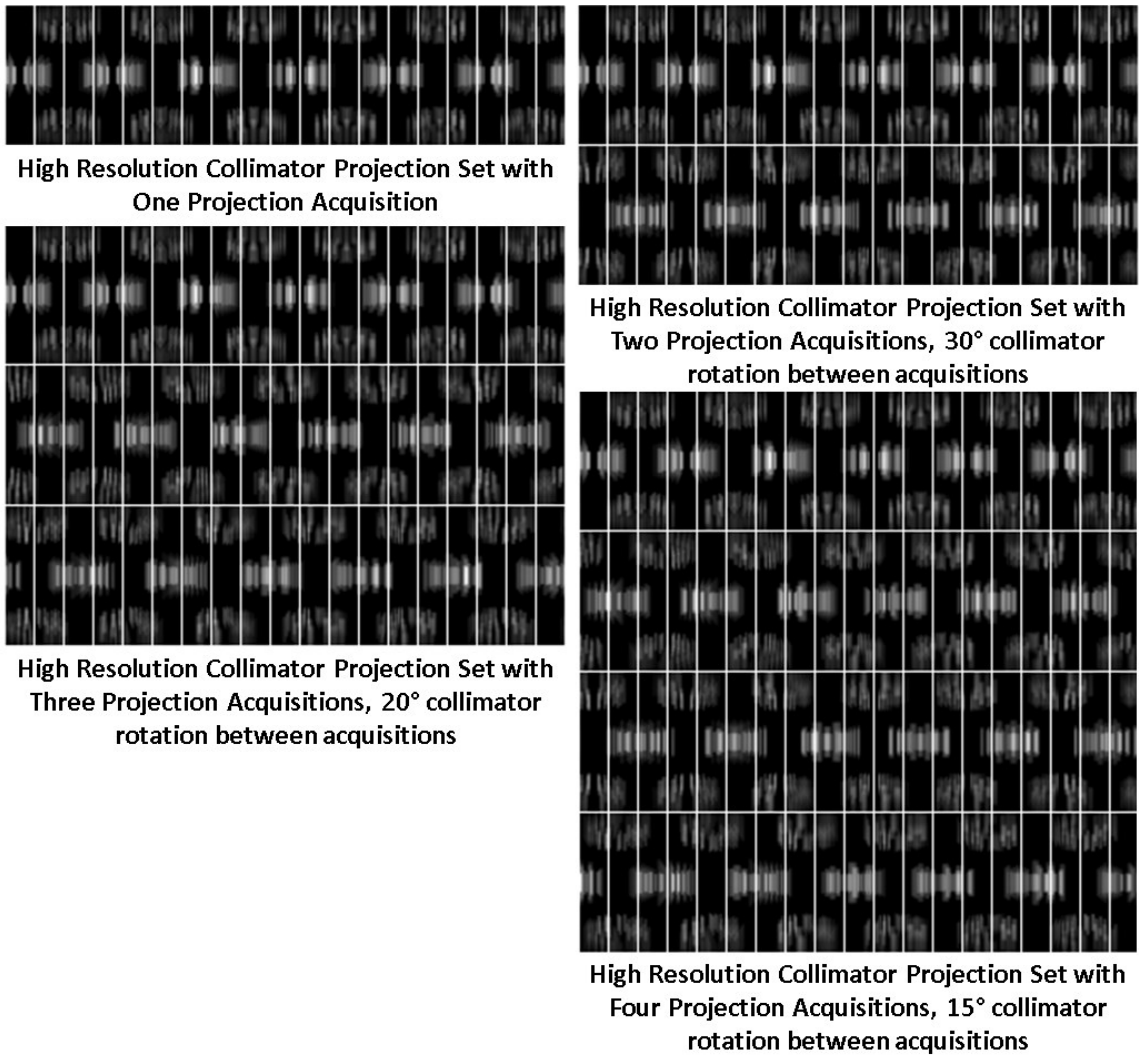 High Resolution Collimator Projection Set with
One Projection Acquisition
High Resolution Collimator Projection Set with
Two Projection Acquisitions, 30° collimator
rotation between acquisitions
High Resolution Collimator Projection Set with
Three Projection Acquisitions, 20° collimator
rotation between acquisitions
High Resolution Collimator Projection Set with
Four Projection Acquisitions, 15° collimator
rotation between acquisitions